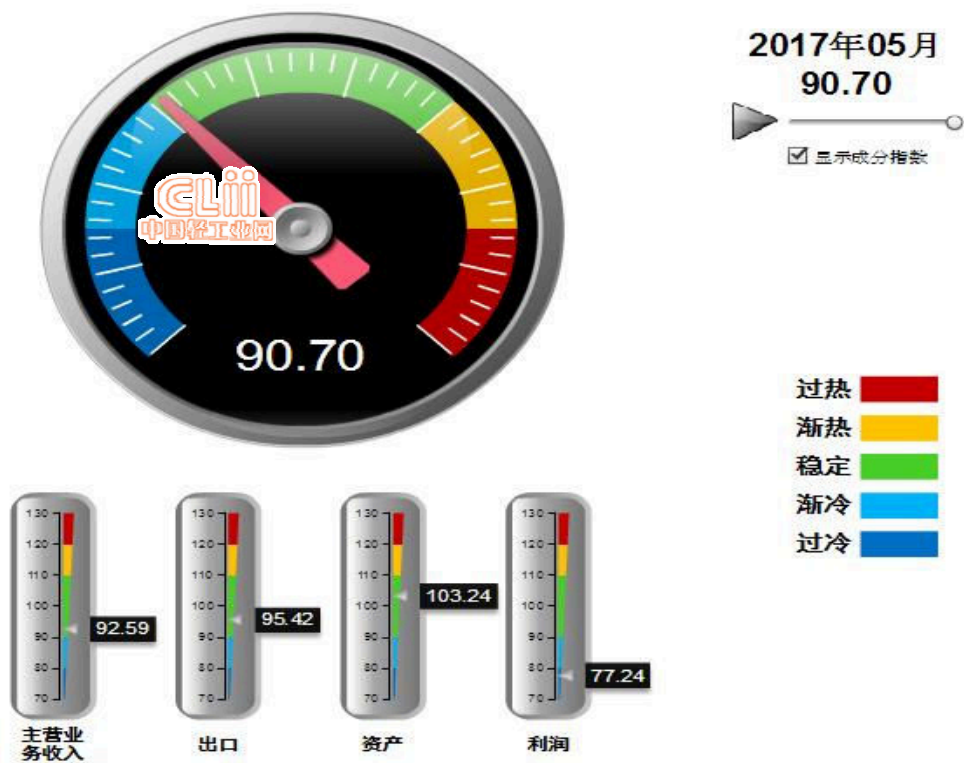 2017年05月
90.70
显示成分指数
CLii
中国轻工业网
90.70
过热
渐热
稳定
渐冷
过冷
130
120
110
100
90
80
70
92.59
主营业
务收入
130
120
110
100
90
80
70
95.42
出口
130
120
110
100
90
80
70
103.24
资产
130
120
110
100
90
80
70
77.24
利润